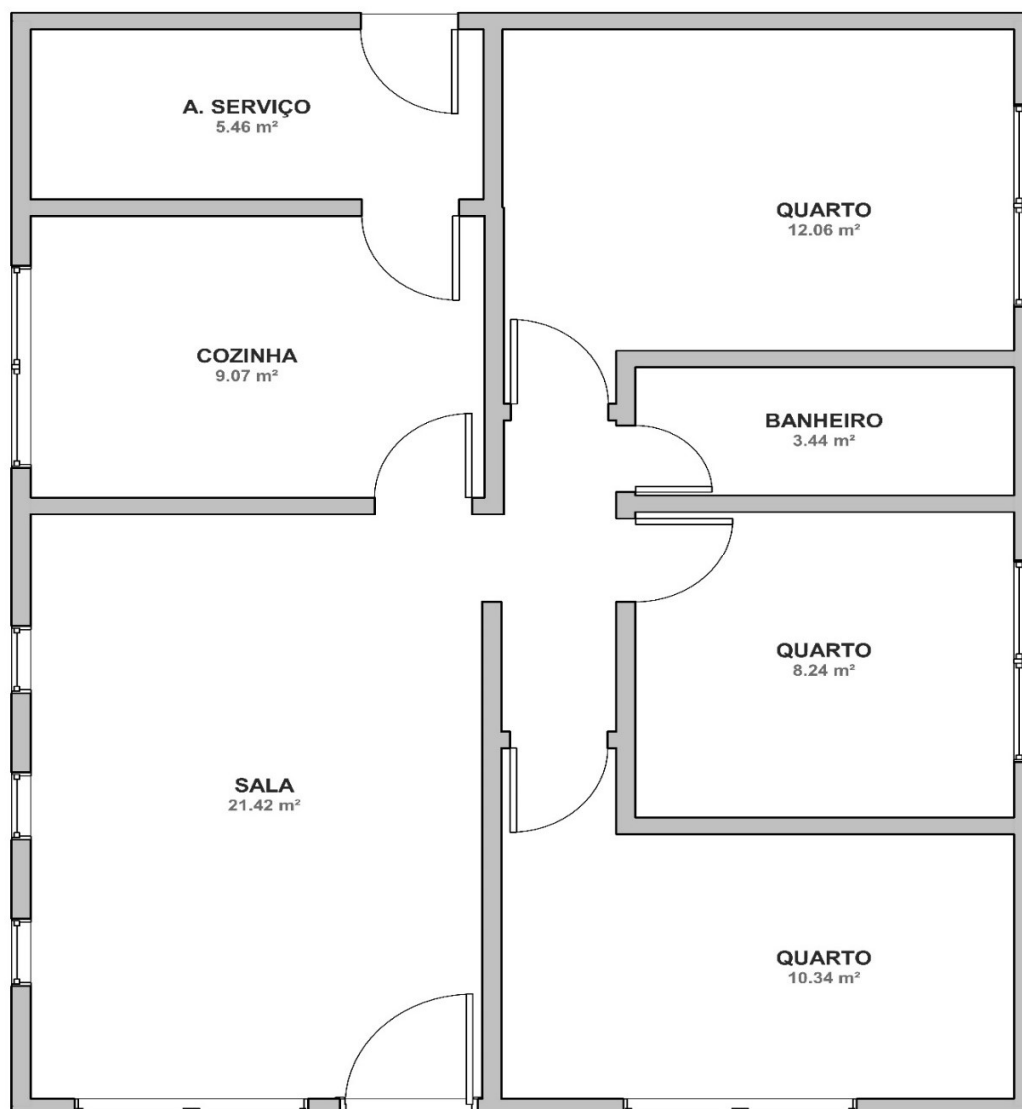 A. SERVIÇO
5.46 m²
QUARTO
12.06 m²
COZINHA
9.07 m²
BANHEIRO
3.44 m²
QUARTO
8.24 m²
SALA
21.42 m²
QUARTO
10.34 m²